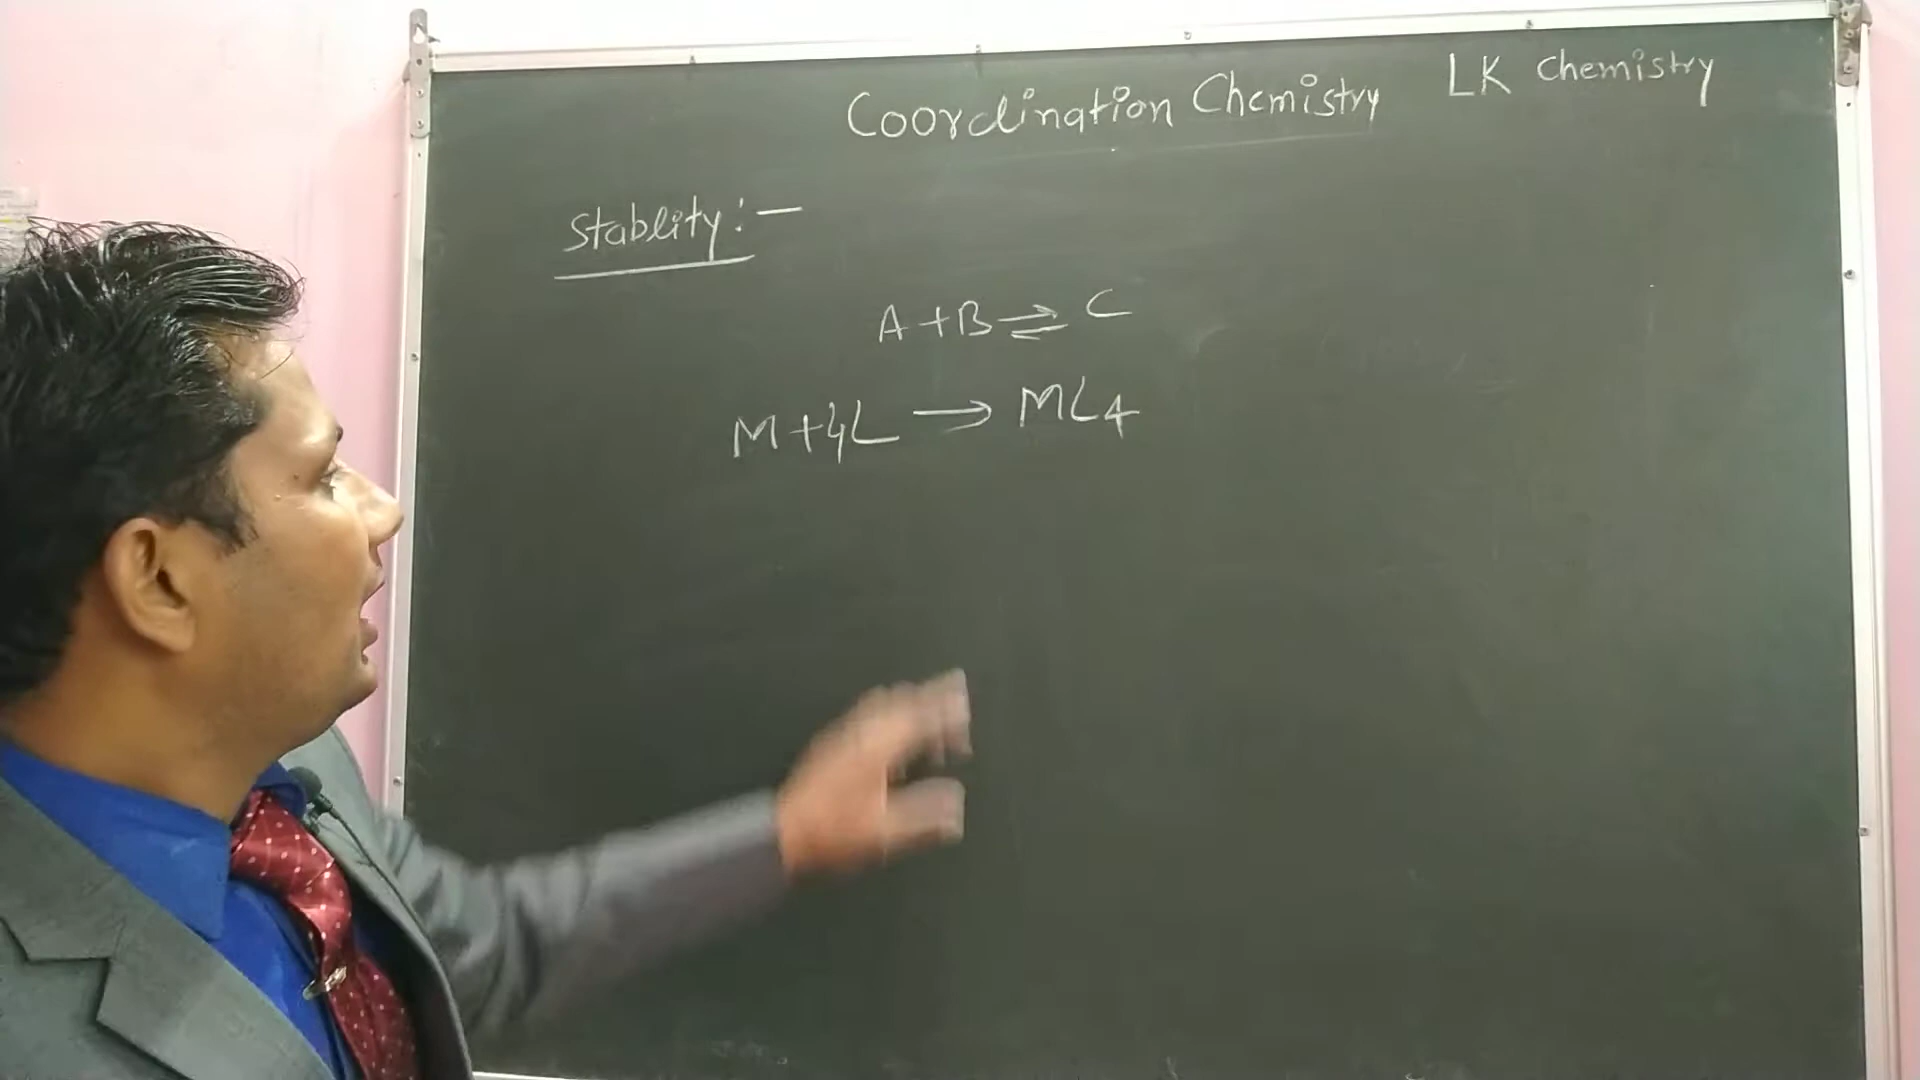 LK Chemistry
Coordination Chemistry
Stablity:-
A+B⇌C
M+4L→ML4